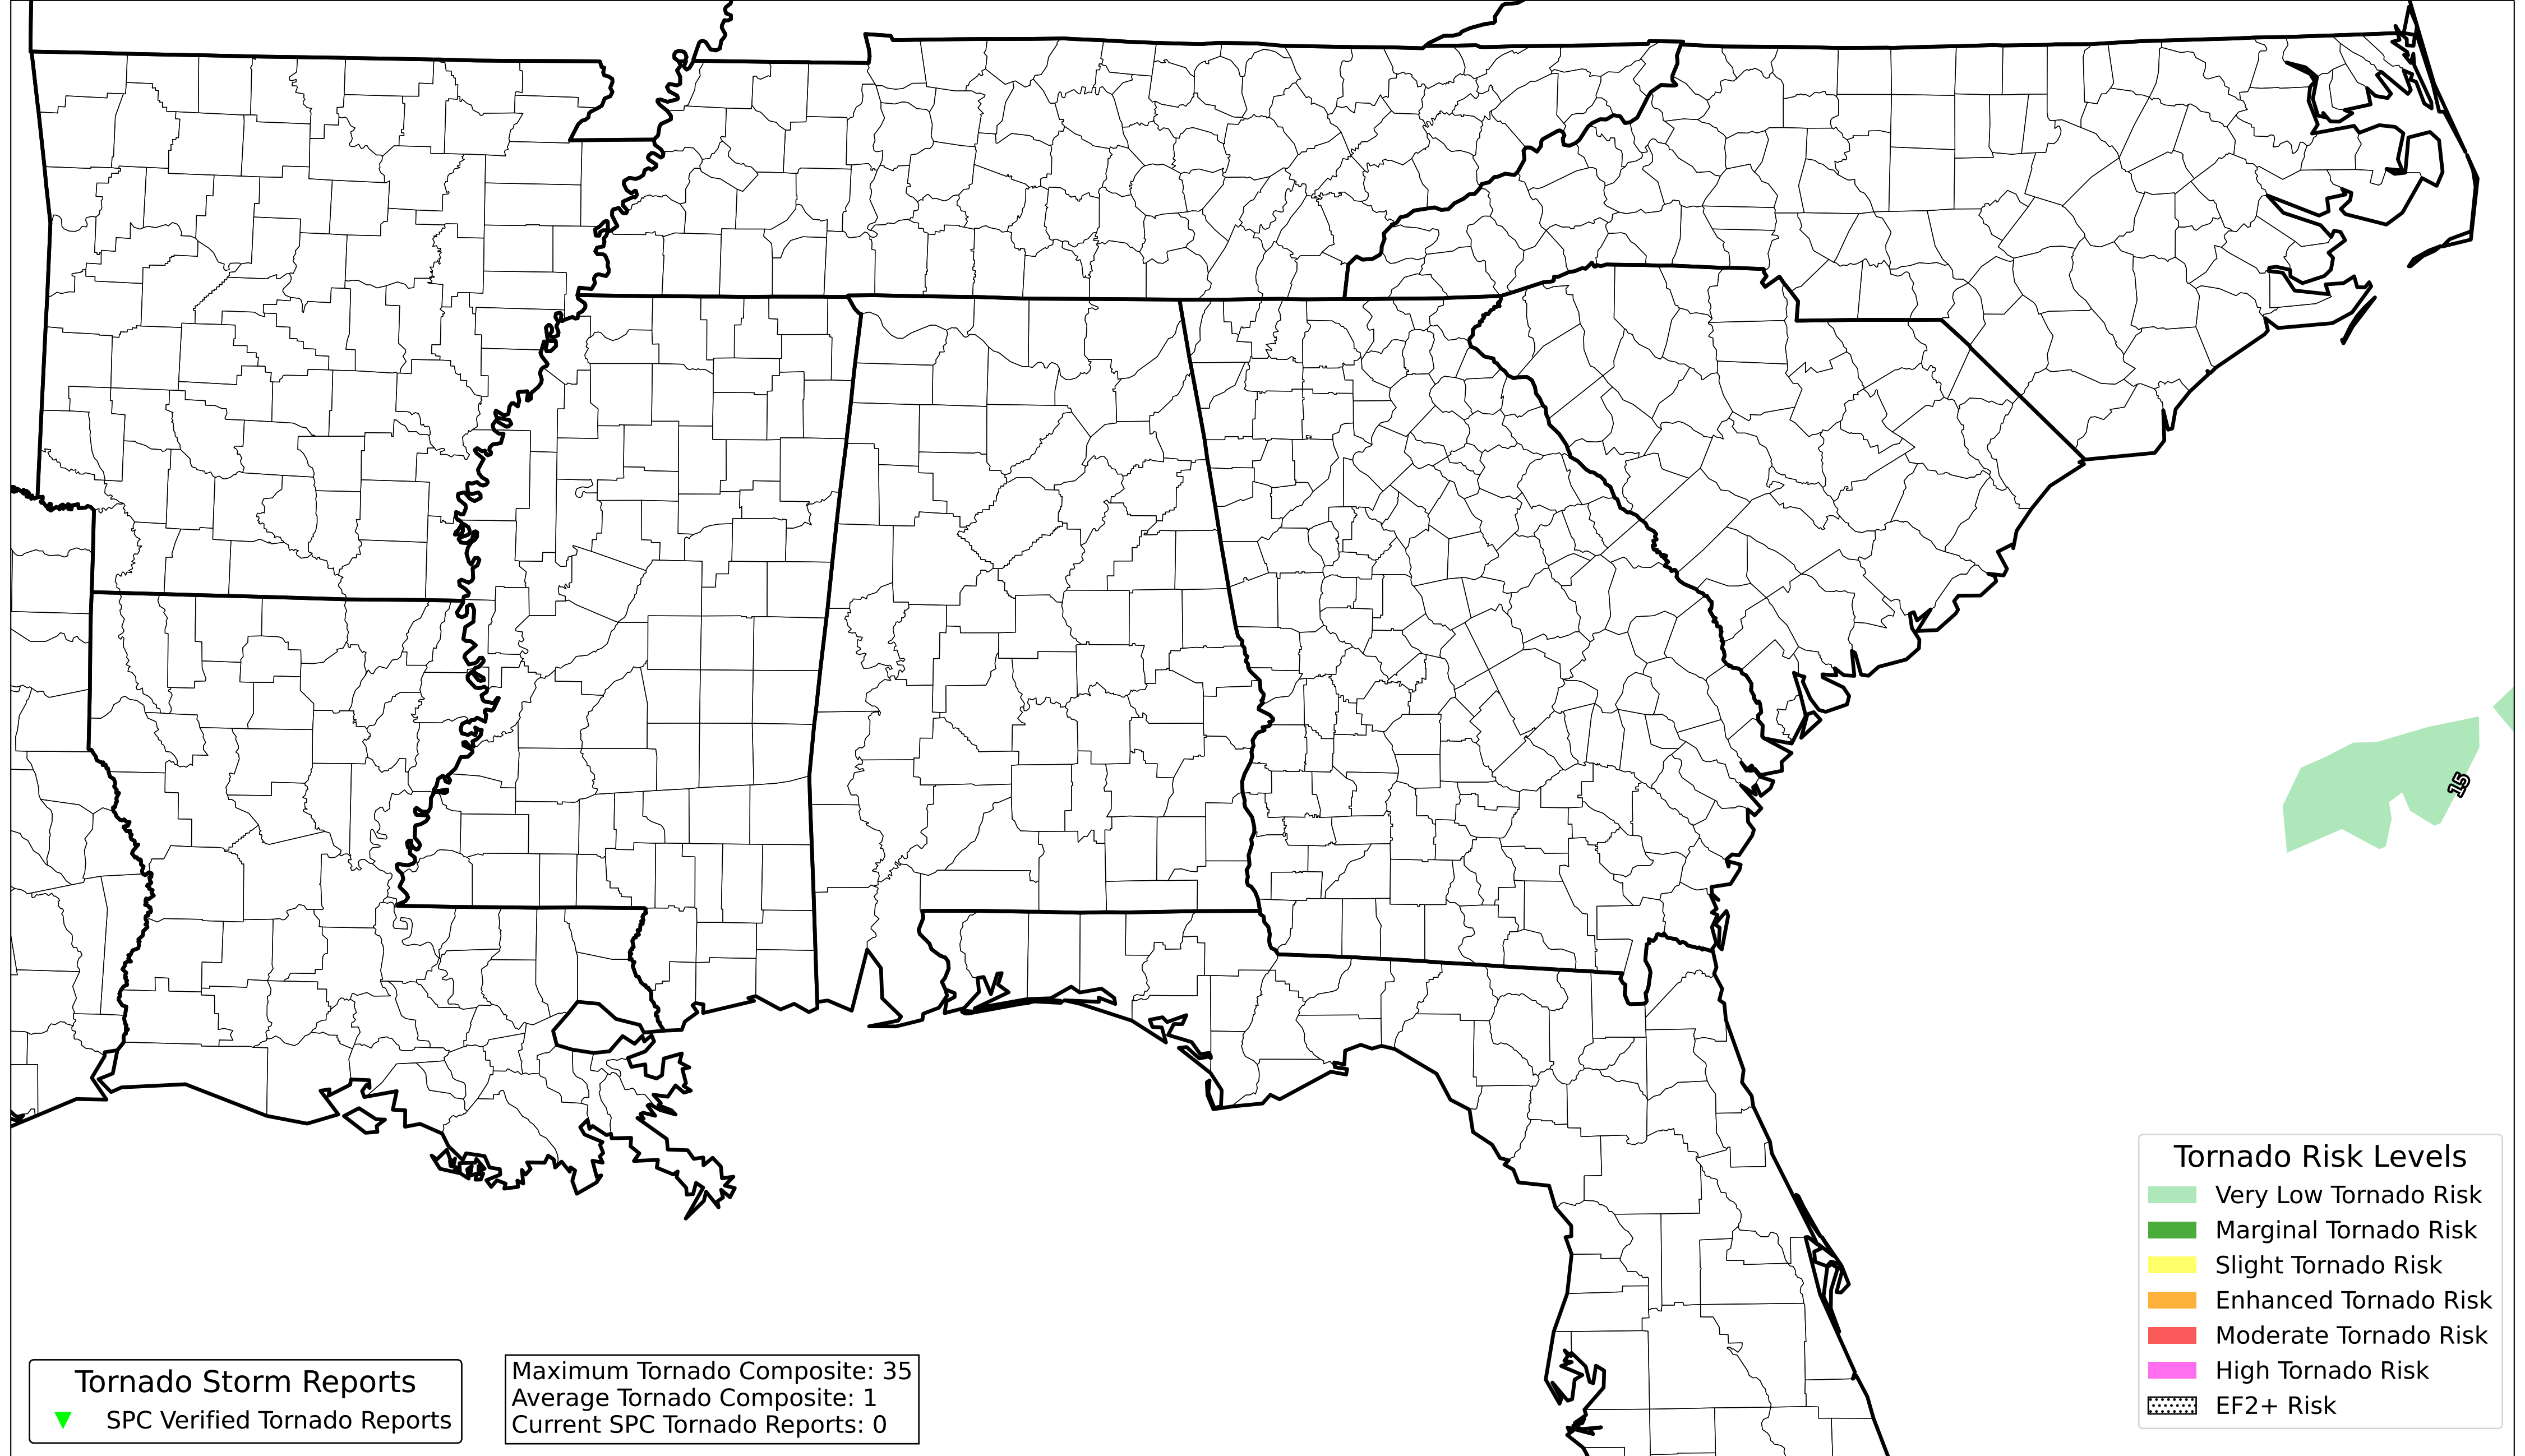 15
Tornado Risk Levels
Very Low Tornado Risk
Marginal Tornado Risk
Slight Tornado Risk
Enhanced Tornado Risk
Moderate Tornado Risk
High Tornado Risk
EF2+ Risk
Tornado Storm Reports
SPC Verified Tornado Reports
Maximum Tornado Composite: 35
Average Tornado Composite: 1
Current SPC Tornado Reports: 0